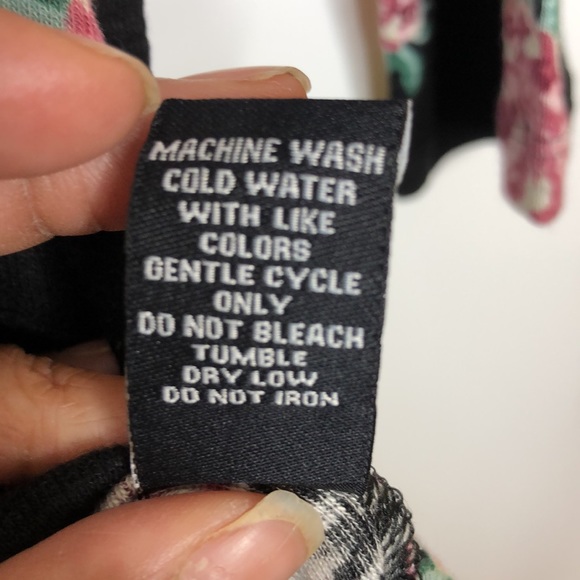 MACHINE WASH
COLD WATER
WITH LIKE
COLORS
GENTLE CYCLE
ONLY
DO NOT BLEACH
TUMBLE
DRY LOW
DO NOT IRON